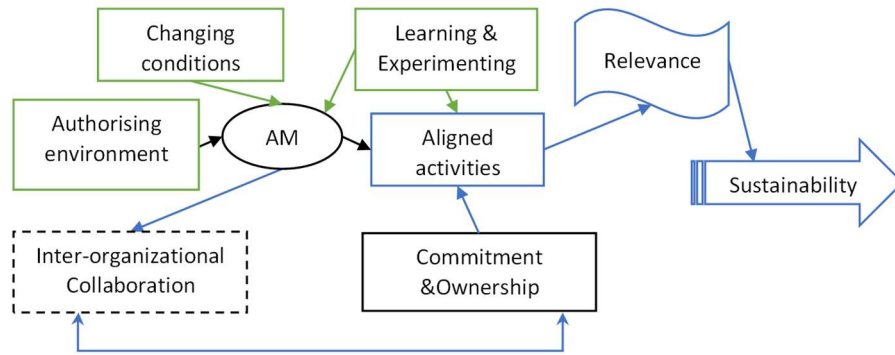 Changing
conditions
Learning &
Experimenting
Relevance
Authorising
environment
AM
Aligned
activities
Sustainability
Inter-organizational
Collaboration
Commitment
&Ownership